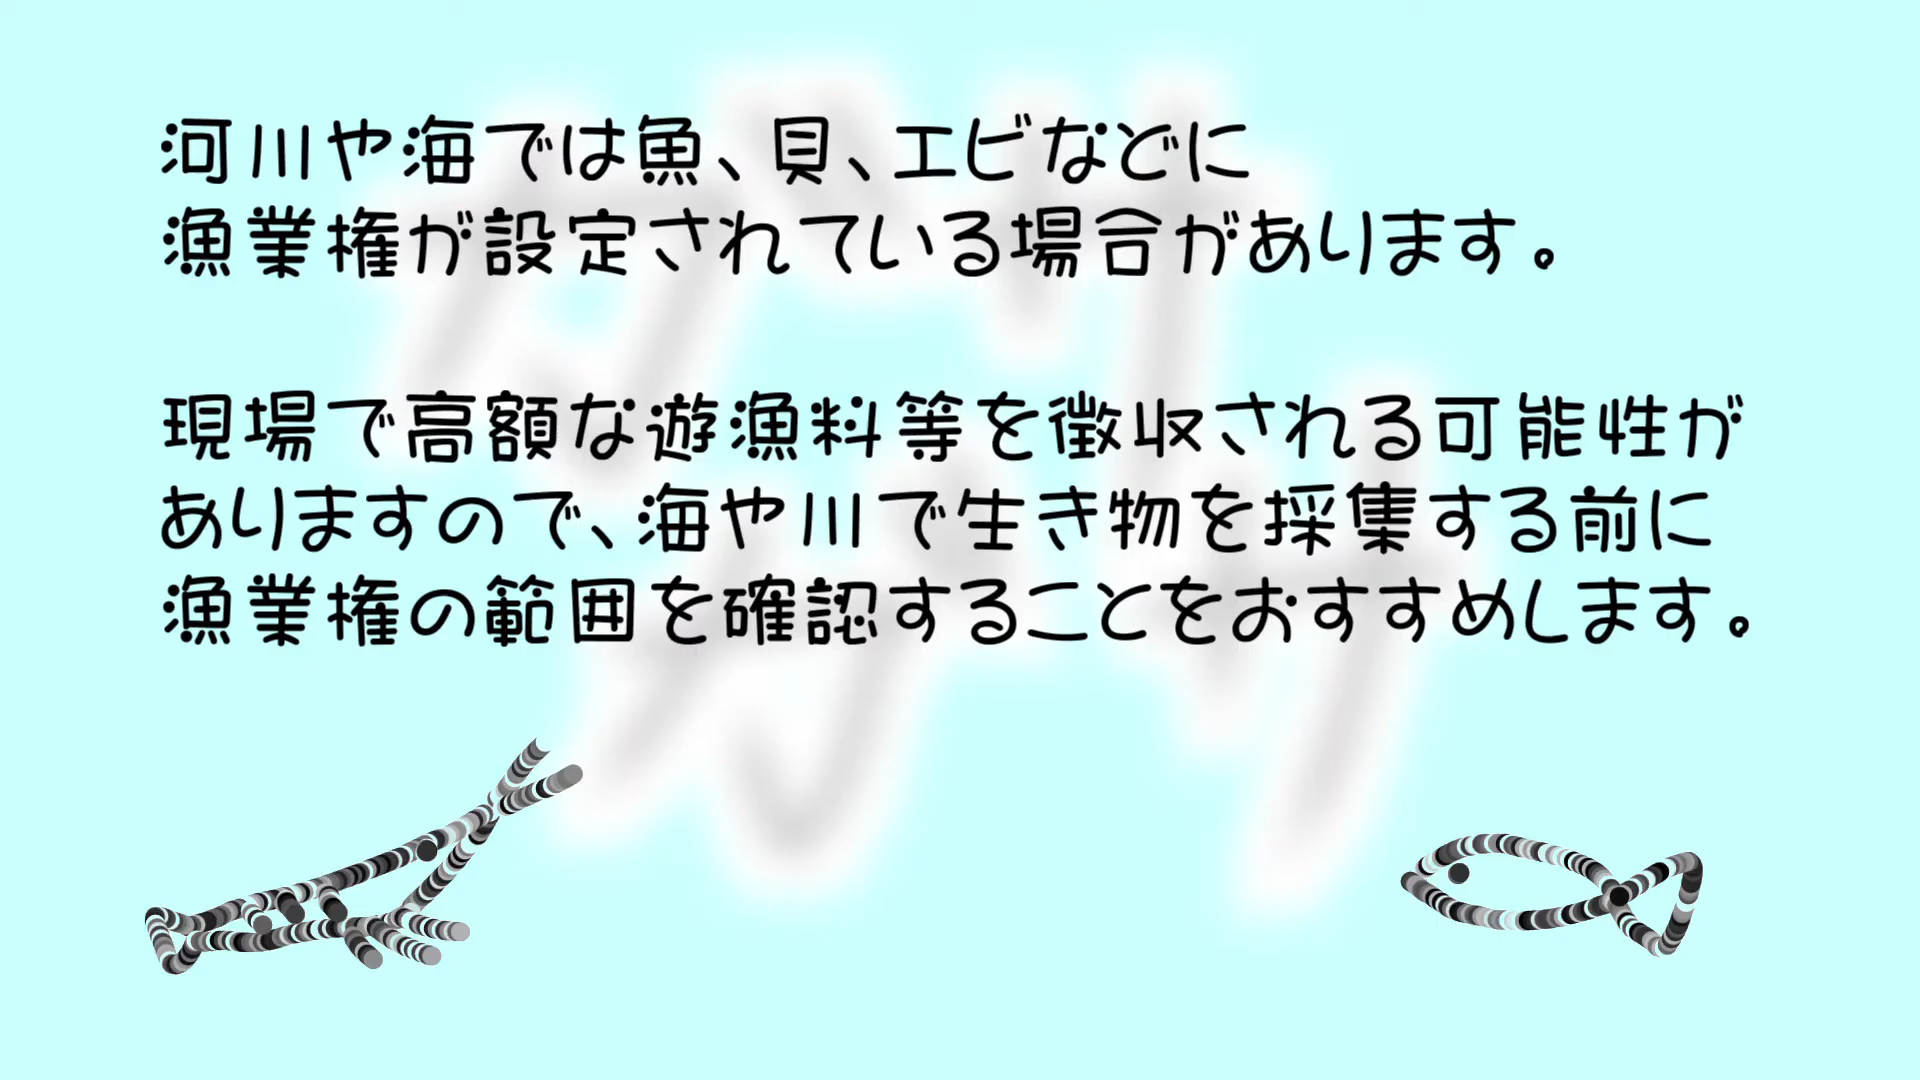 河川や海では魚、貝、エビなどに
漁業権が設定されている場合があります。
現場で高額な遊漁料等を徴収される可能性が
ありますので、海や川で生き物を採集する前に
漁業権の範囲を確認することをおすすめします。